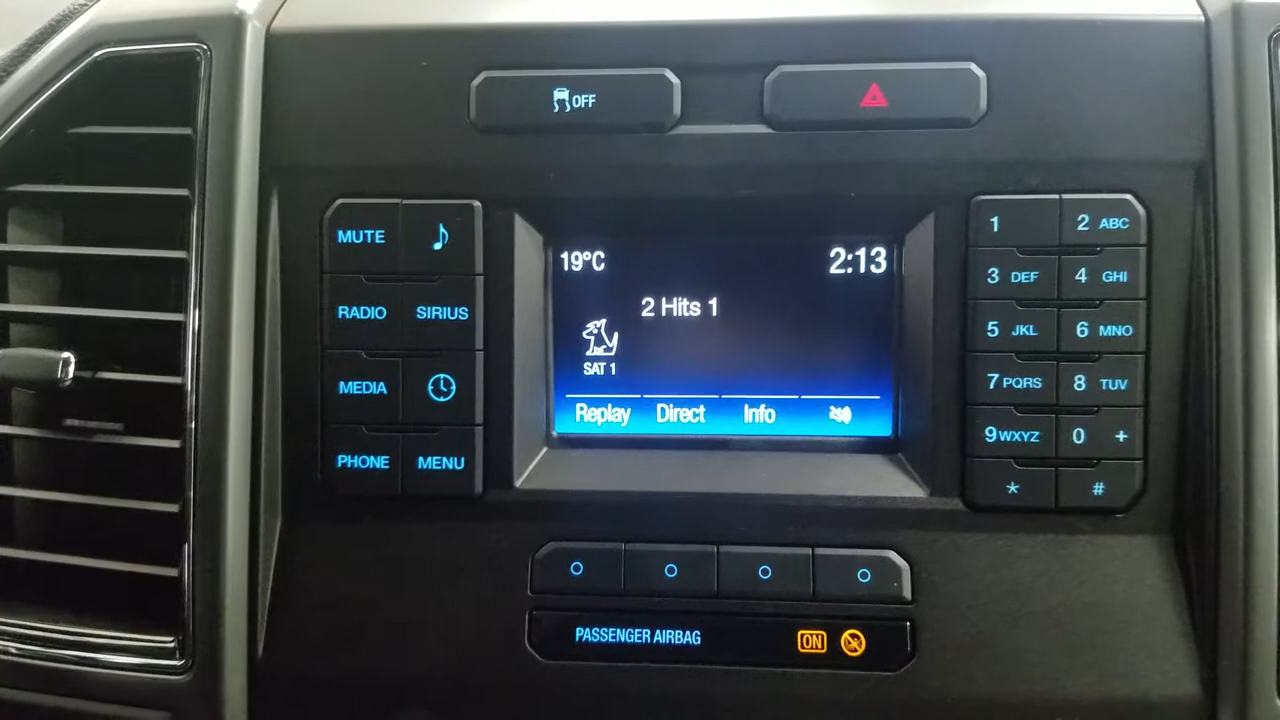 OFF
MUTE
RADIO SIRIUS
MEDIA
PHONE MENU
19°C 2:13
2 Hits 1
SAT 1
Replay Direct Info
1 2 ABC
3 DEF 4 GHI
5 JKL 6 MNO
7 PQRS 8 TUV
9 WXYZ 0 +
* #
PASSENGER AIRBAG ON